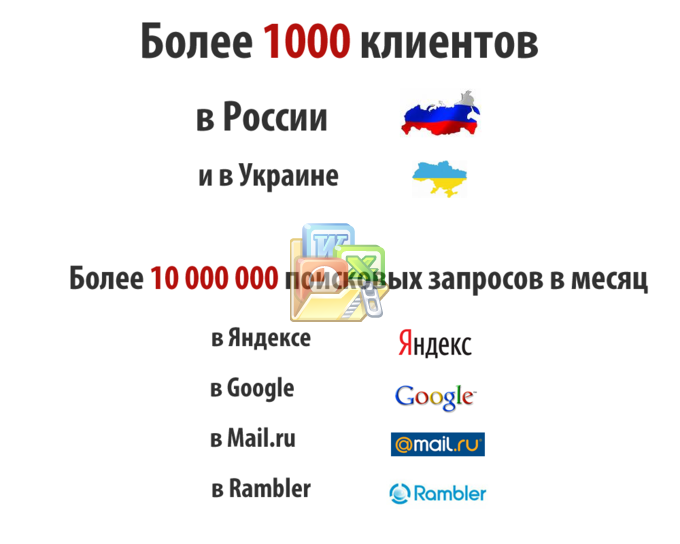 Более 1000 клиентов
в России
и в Украине
Более 10 000 000 поисковых запросов в месяц
в Яндексе Яндекс
в Google Google
в Mail.ru @mail.ru
в Rambler Rambler